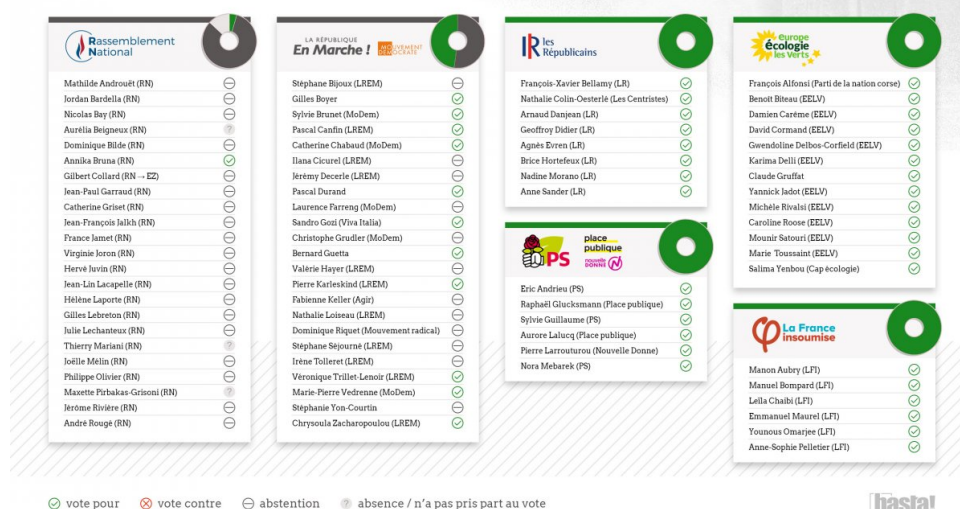 Rassemblement
National
Mathilde Androuët (RN)
Jordan Bardella (RN)
Nicolas Bay (RN)
Aurélia Beigneux (RN)
Dominique Bilde (RN)
Annika Bruna (RN)
Gilbert Collard (RN → EZ)
Jean-Paul Garraud (RN)
Catherine Griset (RN)
Jean-François Jalkh (RN)
France Jamet (RN)
Virginie Joron (RN)
Hervé Juvin (RN)
Jean-Lin Lacapelle (RN)
Hélène Laporte (RN)
Gilles Lebreton (RN)
Julie Lechanteux (RN)
Thierry Mariani (RN)
Joëlle Mélin (RN)
Philippe Olivier (RN)
Maxette Pirbakas-Grisoni (RN)
Jérôme Rivière (RN)
André Rougé (RN)
LA RÉPUBLIQUE
En Marche !
MOUVEMENT
DÉMOCRATE
Stéphane Bijoux (LREM)
Gilles Boyer
Sylvie Brunet (MoDem)
Pascal Canfin (LREM)
Catherine Chabaud (MoDem)
Ilana Cicurel (LREM)
Jérémy Decerle (LREM)
Pascal Durand
Laurence Farreng (MoDem)
Sandro Gozi (Viva Italia)
Christophe Grudler (MoDem)
Bernard Guetta
Valérie Hayer (LREM)
Pierre Karleskind (LREM)
Fabienne Keller (Agir)
Nathalie Loiseau (LREM)
Dominique Riquet (Mouvement radical)
Stéphane Séjourné (LREM)
Irène Tolleret (LREM)
Véronique Trillet-Lenoir (LREM)
Marie-Pierre Vedrenne (MoDem)
Stéphanie Yon-Courtin
Chrysoula Zacharopoulou (LREM)
lR les
Républicains
François-Xavier Bellamy (LR)
Nathalie Colin-Oesterlé (Les Centristes)
Arnaud Danjean (LR)
Geoffroy Didier (LR)
Agnès Evren (LR)
Brice Hortefeux (LR)
Nadine Morano (LR)
Anne Sander (LR)
PS
place
publique
nouvelle
DONNE N
Eric Andrieu (PS)
Raphaël Glucksmann (Place publique)
Sylvie Guillaume (PS)
Aurore Lalucq (Place publique)
Pierre Larrouturou (Nouvelle Donne)
Nora Mebarek (PS)
europe
écologie
les verts
François Alfonsi (Parti de la nation corse)
Benoît Biteau (EELV)
Damien Carême (EELV)
David Cormand (EELV)
Gwendoline Delbos-Corfield (EELV)
Karima Delli (EELV)
Claude Gruffat
Yannick Jadot (EELV)
Michèle Rivalsi (EELV)
Caroline Roose (EELV)
Mounir Satouri (EELV)
Marie Toussaint (EELV)
Salima Yenbou (Cap écologie)
La France
insoumise
Manon Aubry (LFI)
Manuel Bompard (LFI)
Leïla Chaibi (LFI)
Emmanuel Maurel (LFI)
Younous Omarjee (LFI)
Anne-Sophie Pelletier (LFI)
vote pour vote contre abstention ? absence / n'a pas pris part au vote
basta!